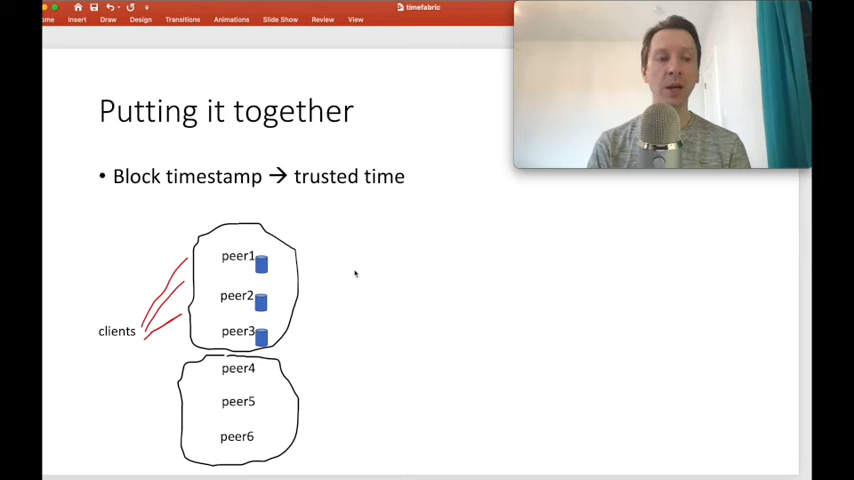 timefabric
ome Insert Draw Design Transitions Animations Slide Show Review View
Putting it together
• Block timestamp → trusted time
peer1
peer2
clients
peer3
peer4
peer5
peer6